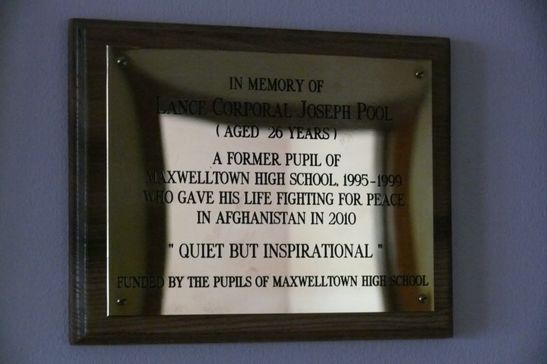 IN MEMORY OF
LANCE CORPORAL JOSEPH POOL
( AGED 26 YEARS )
A FORMER PUPIL OF
MAXWELLTOWN HIGH SCHOOL, 1995-1999
WHO GAVE HIS LIFE FIGHTING FOR PEACE
IN AFGHANISTAN IN 2010
" QUIET BUT INSPIRATIONAL "
FUNDED BY THE PUPILS OF MAXWELLTOWN HIGH SCHOOL